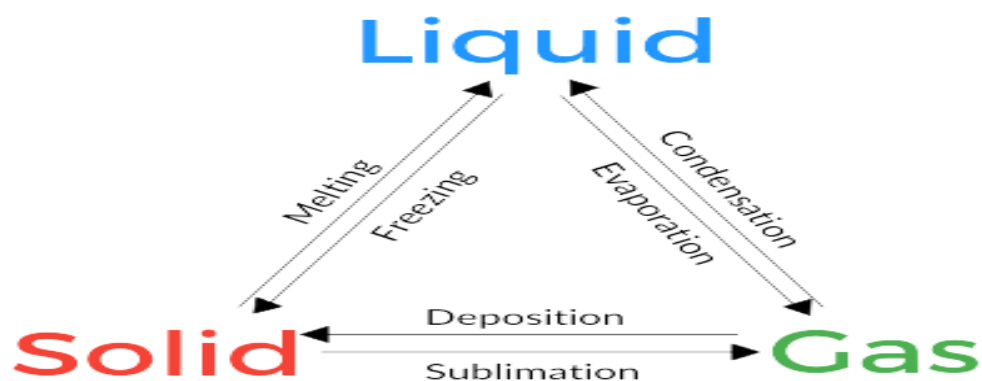 Liquid
Melting
Freezing
Evaporation
Condensation
Deposition
Solid
Gas
Sublimation